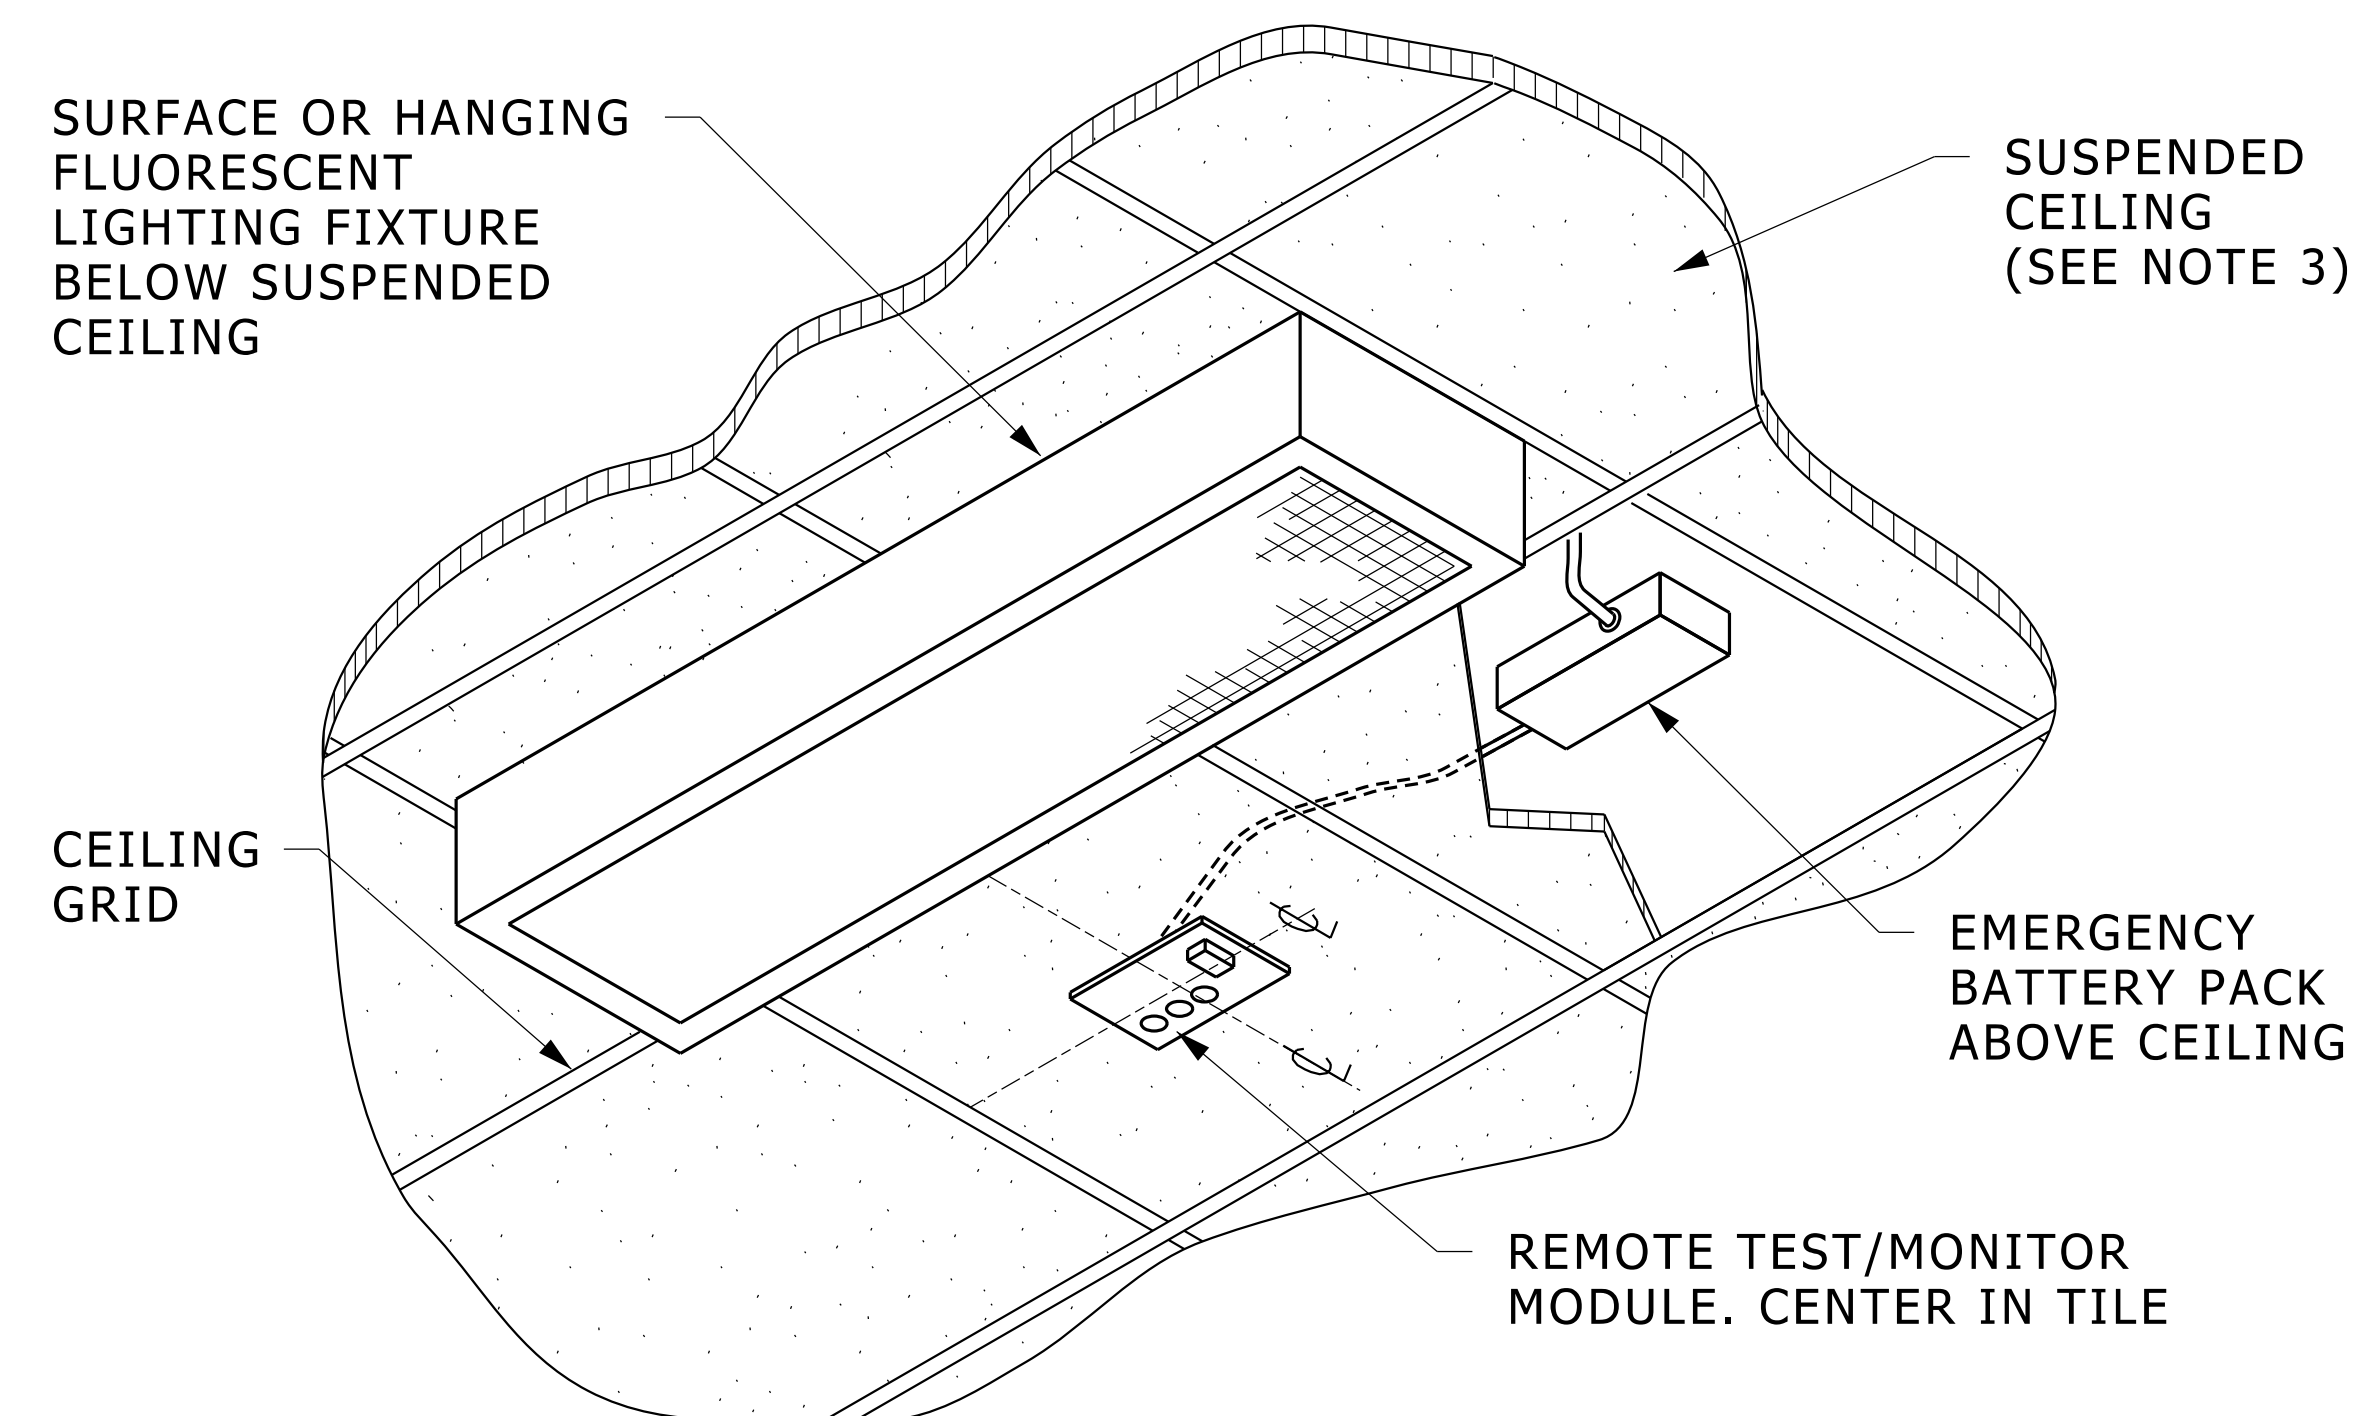 SURFACE OR HANGING
FLUORESCENT
LIGHTING FIXTURE
BELOW SUSPENDED
CEILING
SUSPENDED
CEILING
(SEE NOTE 3)
CEILING
GRID
EMERGENCY
BATTERY PACK
ABOVE CEILING
REMOTE TEST/MONITOR
MODULE. CENTER IN TILE